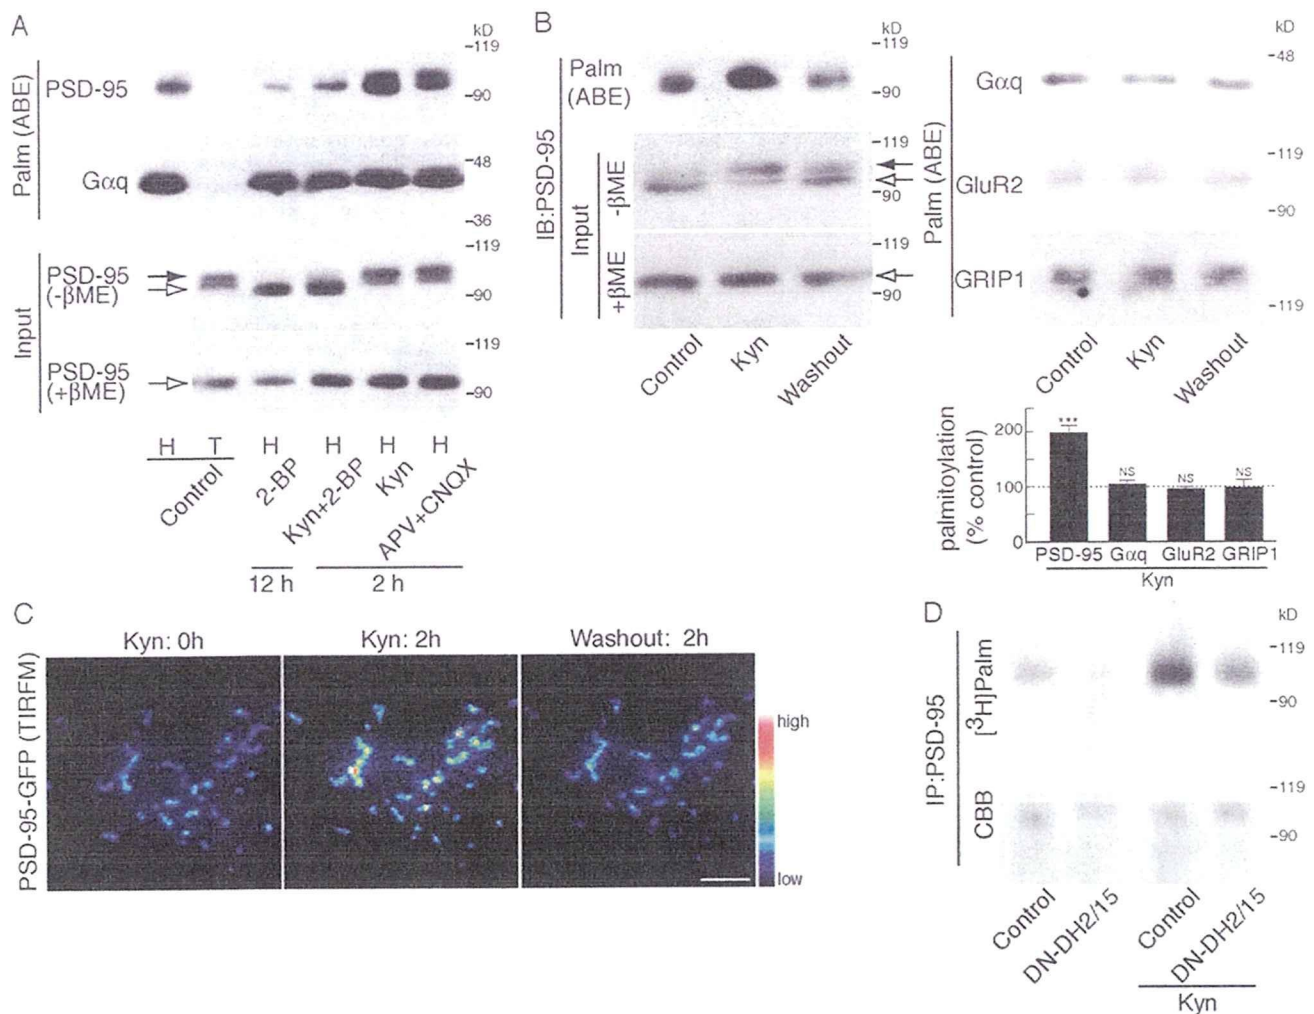 A
kD
-119
Palm (ABE)
PSD-95
-90
-48
Gαq
-36
-119
Input
PSD-95
(-βME)
-90
-119
PSD-95
(+βME)
-90
H T H H H H
Control
2-BP
Kyn+2-BP
Kyn
APV+CNQX
12 h
2 h
B
kD
-119
IB:PSD-95
Palm
(ABE)
-90
-119
Input
-βME
90
-119
+βME
-90
Control
Kyn
Washout
kD
-48
Palm (ABE)
Gαq
-119
GluR2
-90
GRIP1
-119
Control
Kyn
Washout
palmitoylation
(% control)
200
100
0
***
NS
NS
NS
PSD-95 Gαq GluR2 GRIP1
Kyn
C
Kyn: 0h
Kyn: 2h
Washout: 2h
PSD-95-GFP (TIRFM)
high
low
D
kD
-119
IP:PSD-95
[³H]Palm
-90
-119
CBB
-90
Control
DN-DH2/15
Control
DN-DH2/15
Kyn